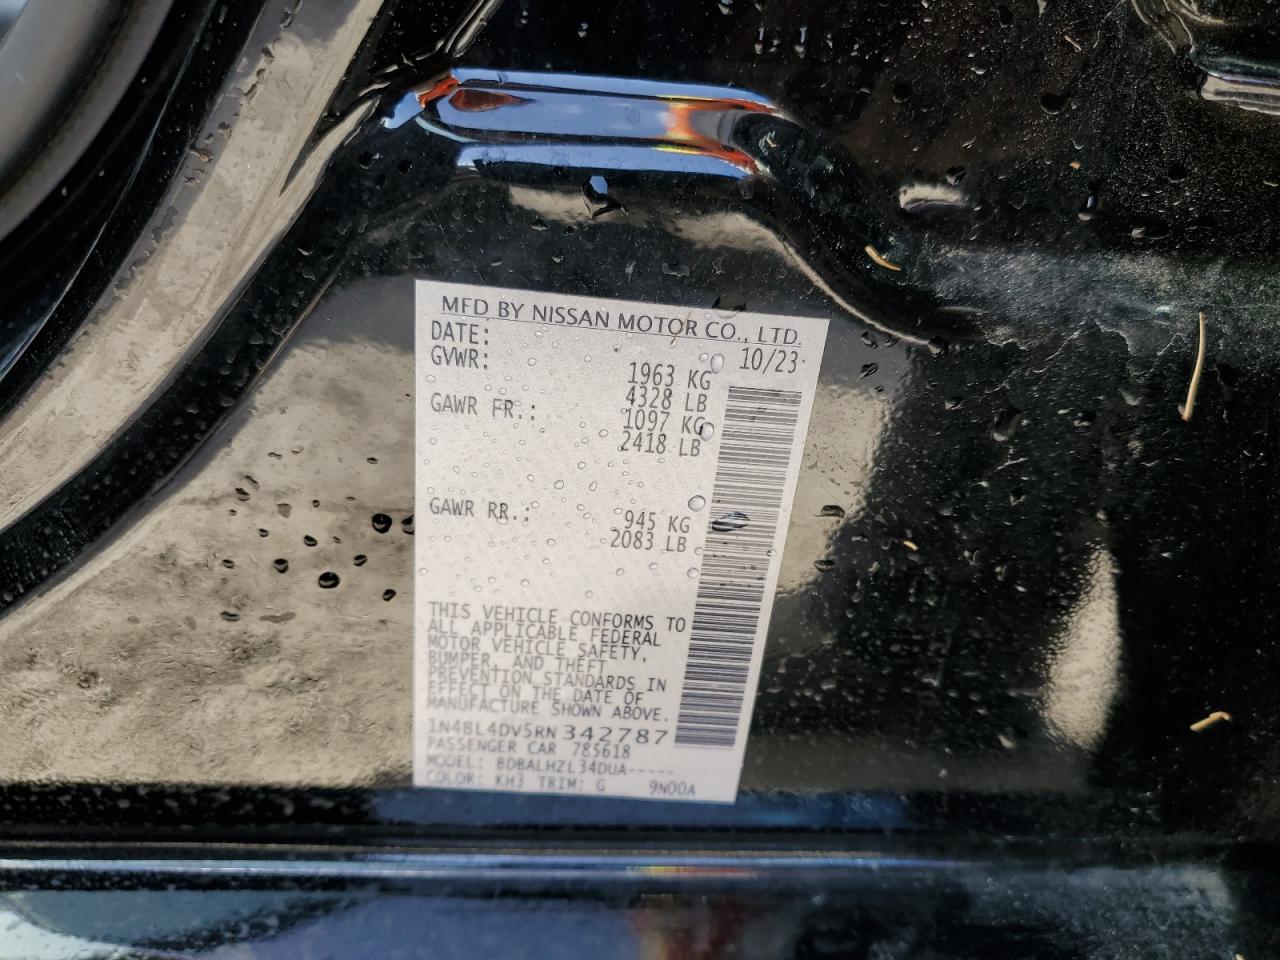 MFD BY NISSAN MOTOR CO., LTD.
DATE: 10/23
GVWR: 1963 KG
4328 LB
GAWR FR.: 1097 KG
2418 LB
GAWR RR.: 945 KG
2083 LB
THIS VEHICLE CONFORMS TO
ALL APPLICABLE FEDERAL
MOTOR VEHICLE SAFETY,
BUMPER, AND THEFT
PREVENTION STANDARDS IN
EFFECT ON THE DATE OF
MANUFACTURE SHOWN ABOVE.
1N4BL4DV5RN342787
PASSENGER CAR 785618
MODEL: BDBALHZL34DUA-----
COLOR: KH3 TRIM: G 9N00A